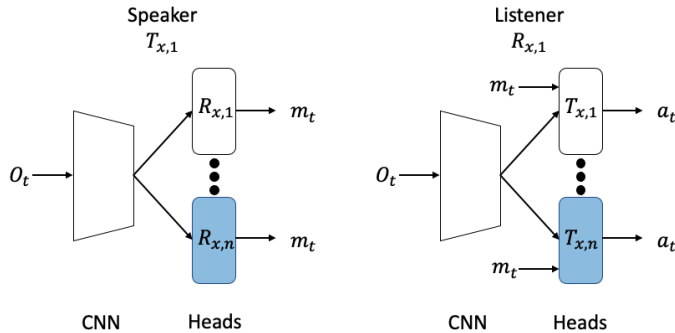 Speaker
T_{x,1}
O_t
R_{x,1}
m_t
R_{x,n}
m_t
CNN
Heads
Listener
R_{x,1}
m_t
O_t
T_{x,1}
a_t
T_{x,n}
a_t
m_t
CNN
Heads